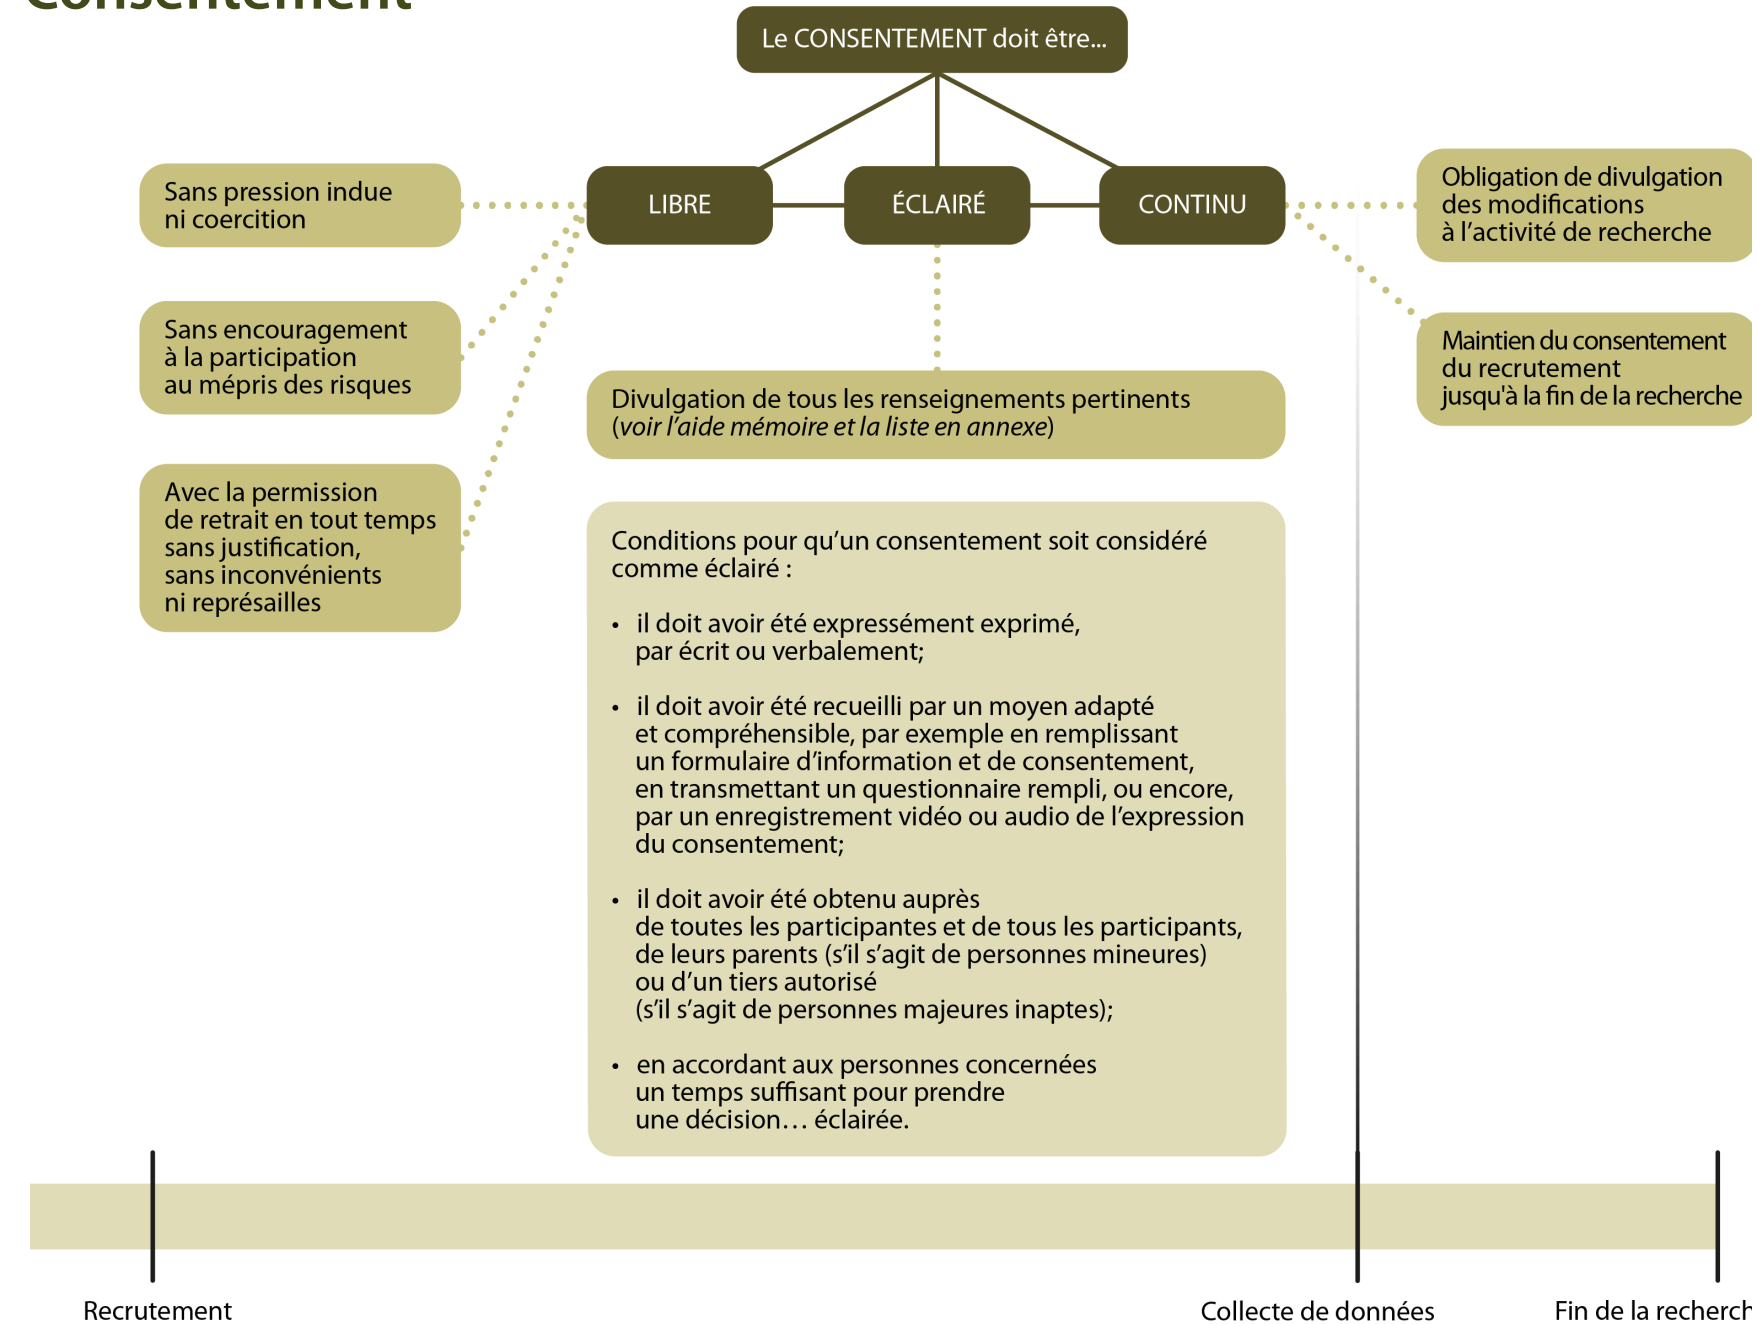 Consentement
Le CONSENTEMENT doit être...
LIBRE
ÉCLAIRÉ
CONTINU
Sans pression indue
ni coercition
Sans encouragement
à la participation
au mépris des risques
Avec la permission
de retrait en tout temps
sans justification,
sans inconvénients
ni représailles
Divulgation de tous les renseignements pertinents
(voir l’aide mémoire et la liste en annexe)
Conditions pour qu’un consentement soit considéré
comme éclairé :
• il doit avoir été expressément exprimé,
par écrit ou verbalement;
• il doit avoir été recueilli par un moyen adapté
et compréhensible, par exemple en remplissant
un formulaire d’information et de consentement,
en transmettant un questionnaire rempli, ou encore,
par un enregistrement vidéo ou audio de l’expression
du consentement;
• il doit avoir été obtenu auprès
de toutes les participantes et de tous les participants,
de leurs parents (s’il s’agit de personnes mineures)
ou d’un tiers autorisé
(s’il s’agit de personnes majeures inaptes);
• en accordant aux personnes concernées
un temps suffisant pour prendre
une décision… éclairée.
Obligation de divulgation
des modifications
à l’activité de recherche
Maintien du consentement
du recrutement
jusqu'à la fin de la recherche
Recrutement
Collecte de données
Fin de la recherch